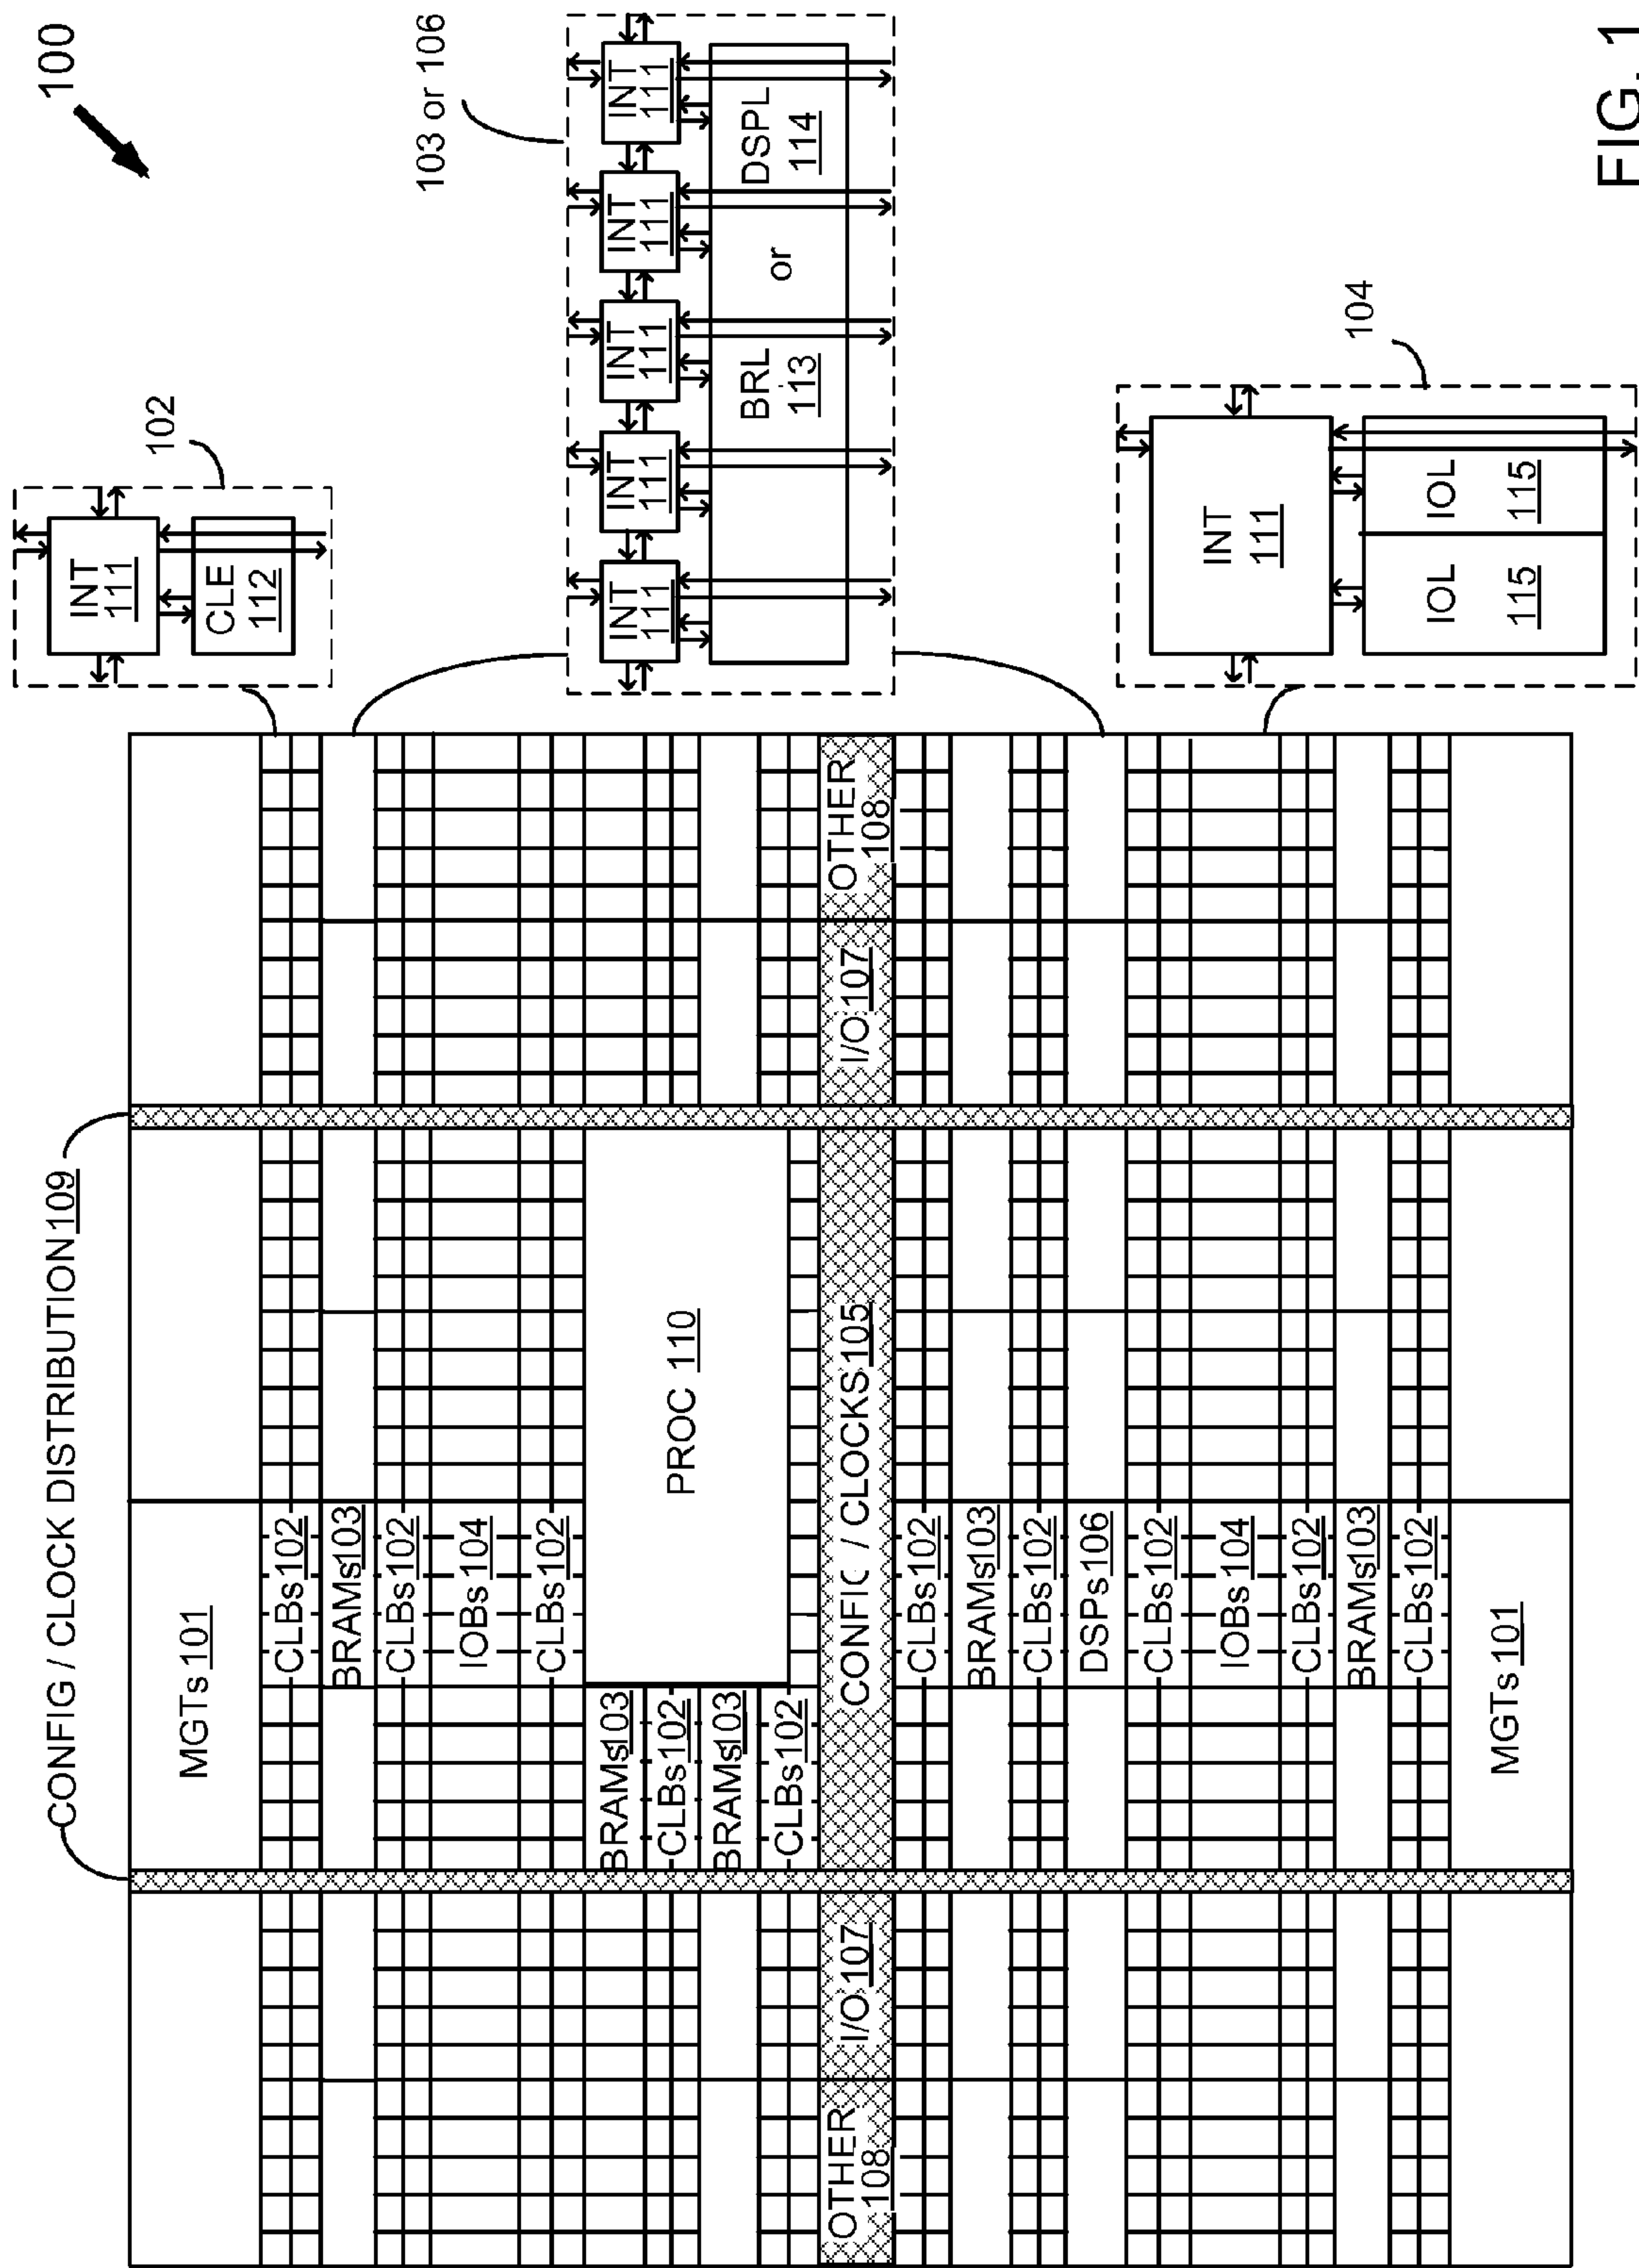 100
CONFIG / CLOCK DISTRIBUTION 109
MGTs 101
CLBs 102
BRAMs 103
CLBs 102
IOBs 104
CLBs 102
BRAMs 103
CLBs 102
BRAMs 103
CLBs 102
PROC 110
OTHER
108
I/O 107
CONFIG / CLOCKS 105
I/O 107
OTHER
108
CLBs 102
BRAMs 103
CLBs 102
DSPs 106
CLBs 102
IOBs 104
CLBs 102
BRAMs 103
CLBs 102
MGTs 101
102
INT
111
CLE
112
103 or 106
INT
111
INT
111
INT
111
INT
111
INT
111
BRL or DSPL
113 114
104
INT
111
IOL IOL
115 115
FIG. 1